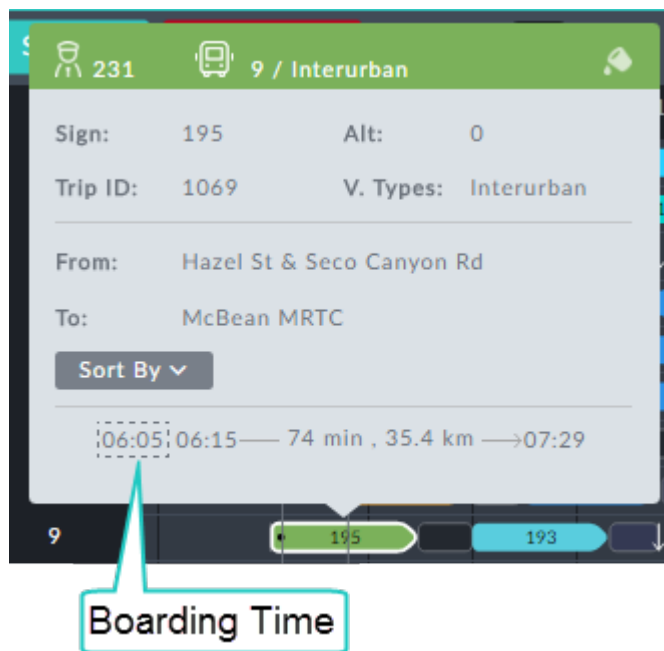 S
231 9 / Interurban
Sign: 195 Alt: 0
Trip ID: 1069 V. Types: Interurban
From: Hazel St & Seco Canyon Rd
To: McBean MRTC
Sort By
06:05 06:15 — 74 min , 35.4 km → 07:29
9 195 193
Boarding Time